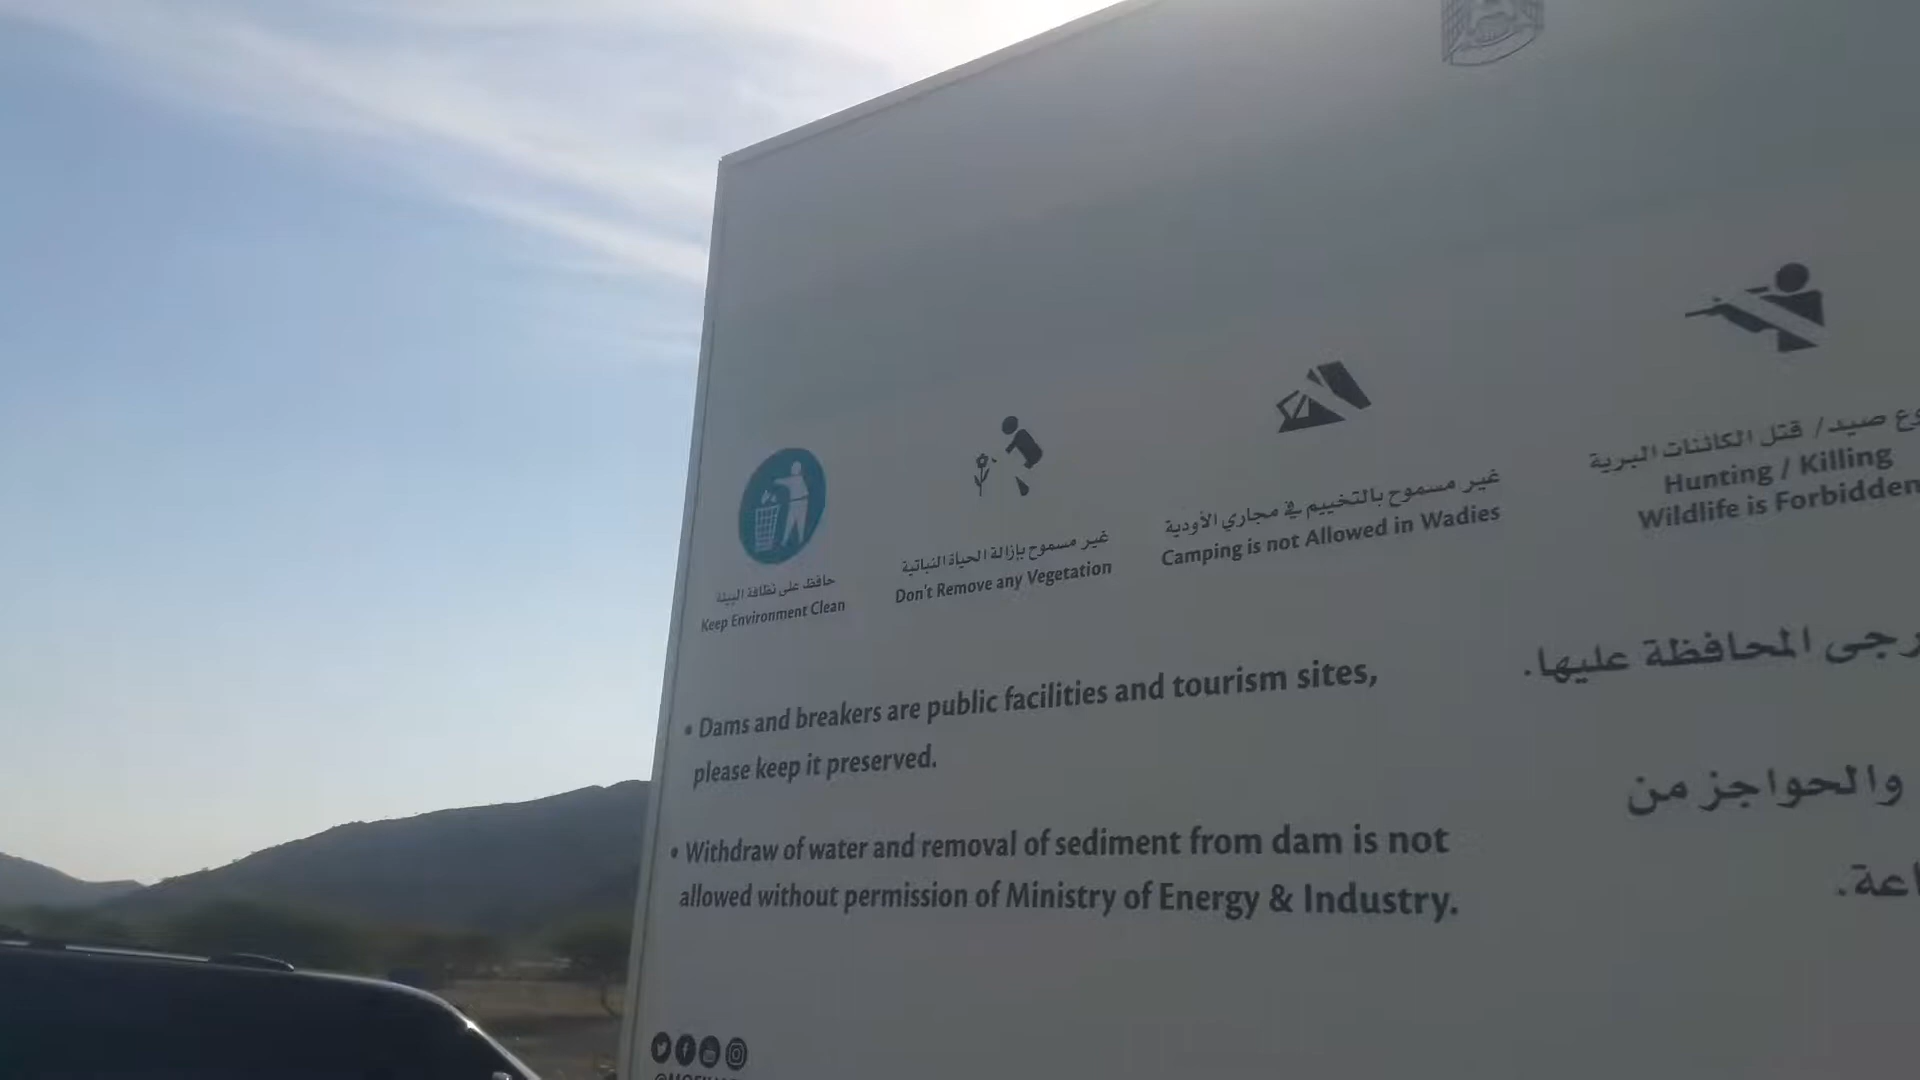 حافظ على نظافة البيئة
Keep Environment Clean
غير مسموح بإزالة الحياة النباتية
Don't Remove any Vegetation
غير مسموح بالتخييم في مجاري الأودية
Camping is not Allowed in Wadies
صيد / قتل الكائنات البرية
Hunting / Killing
Wildlife is Forbidden
• Dams and breakers are public facilities and tourism sites,
please keep it preserved.
• Withdraw of water and removal of sediment from dam is not
allowed without permission of Ministry of Energy & Industry.
المحافظة عليها.
والحواجز من